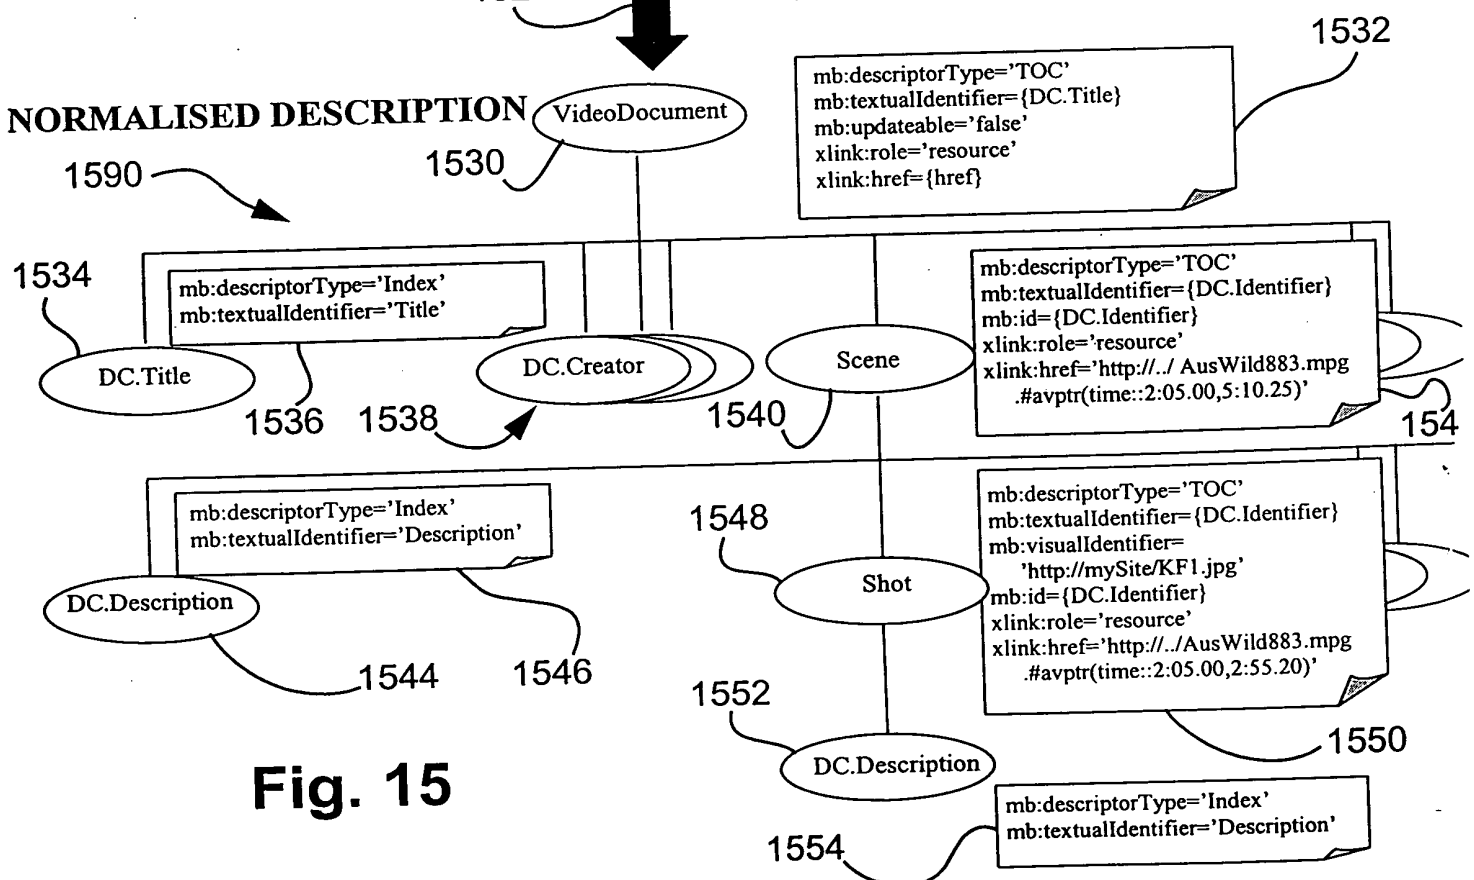 1532
mb:descriptorType='TOC'
mb:textualIdentifier={DC.Title}
mb:updateable='false'
xlink:role='resource'
xlink:href={href}
NORMALISED DESCRIPTION
VideoDocument
1530
1590
1534
mb:descriptorType='Index'
mb:textualIdentifier='Title'
mb:descriptorType='TOC'
mb:textualIdentifier={DC.Identifier}
mb:id={DC.Identifier}
xlink:role='resource'
xlink:href='http://../ AusWild883.mpg
.#avptr(time::2:05.00,5:10.25)'
DC.Title
DC.Creator
Scene
1536
1538
1540
154
mb:descriptorType='Index'
mb:textualIdentifier='Description'
1548
mb:descriptorType='TOC'
mb:textualIdentifier={DC.Identifier}
mb:visualIdentifier=
'http://mySite/KF1.jpg'
mb:id={DC.Identifier}
xlink:role='resource'
xlink:href='http://../AusWild883.mpg
.#avptr(time::2:05.00,2:55.20)'
DC.Description
Shot
1544
1546
1552
1550
DC.Description
Fig. 15
mb:descriptorType='Index'
mb:textualIdentifier='Description'
1554